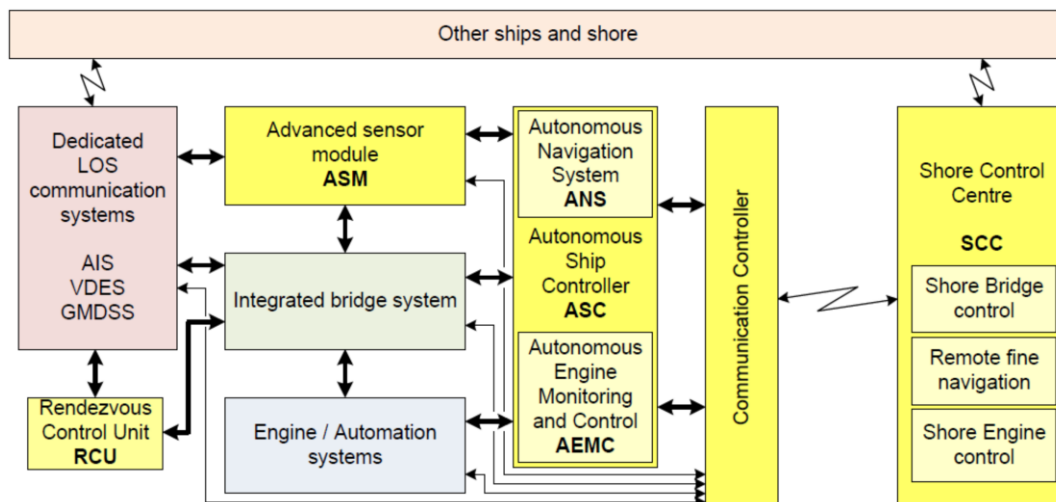 Other ships and shore
Dedicated
LOS
communication
systems
AIS
VDES
GMDSS
Rendezvous
Control Unit
RCU
Advanced sensor
module
ASM
Integrated bridge system
Engine / Automation
systems
Autonomous
Navigation
System
ANS
Autonomous
Ship
Controller
ASC
Autonomous
Engine
Monitoring
and Control
AEMC
Communication Controller
Shore Control
Centre
SCC
Shore Bridge
control
Remote fine
navigation
Shore Engine
control